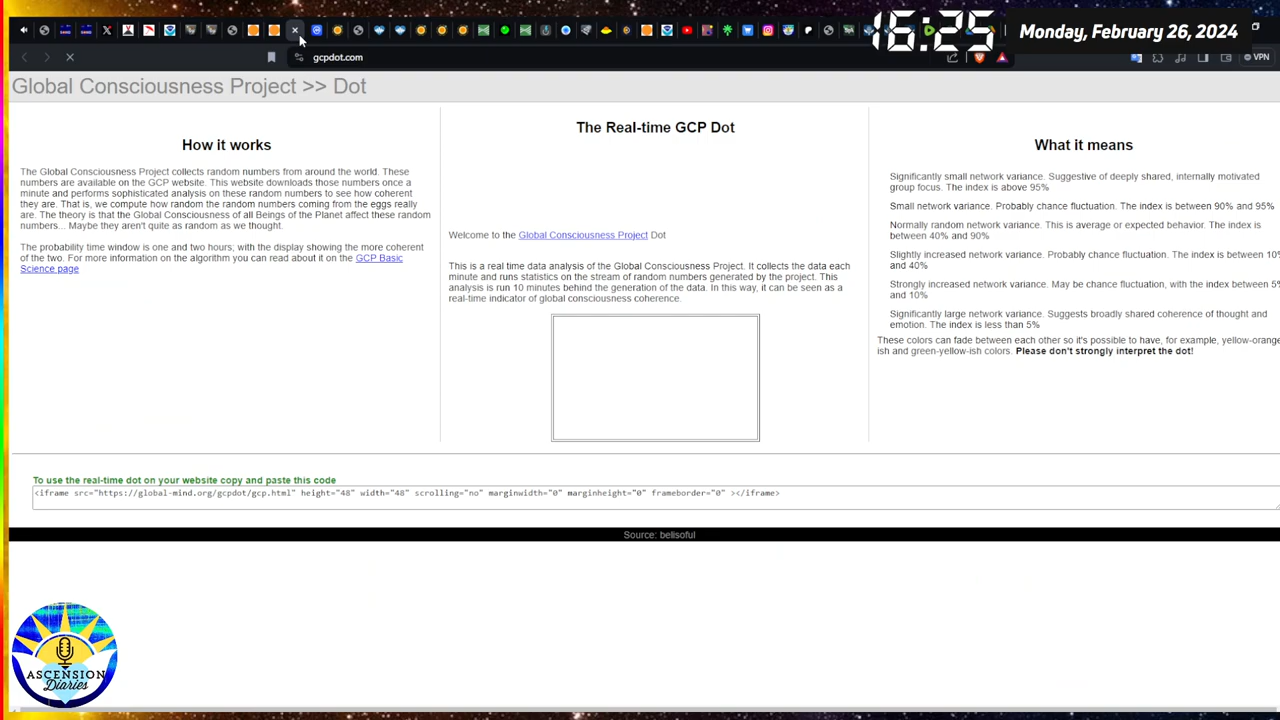 16:25
Monday, February 26, 2024
gcpdot.com
VPN
Global Consciousness Project >> Dot
How it works
The Global Consciousness Project collects random numbers from around the world. These
numbers are available on the GCP website. This website downloads those numbers once a
minute and performs sophisticated analysis on these random numbers to see how coherent
they are. That is, we compute how random the random numbers coming from the eggs really
are. The theory is that the Global Consciousness of all Beings of the Planet affect these random
numbers... Maybe they aren't quite as random as we thought.
The probability time window is one and two hours; with the display showing the more coherent
of the two. For more information on the algorithm you can read about it on the GCP Basic
Science page
The Real-time GCP Dot
Welcome to the Global Consciousness Project Dot
This is a real time data analysis of the Global Consciousness Project. It collects the data each
minute and runs statistics on the stream of random numbers generated by the project. This
analysis is run 10 minutes behind the generation of the data. In this way, it can be seen as a
real-time indicator of global consciousness coherence.
What it means
Significantly small network variance. Suggestive of deeply shared, internally motivated
group focus. The index is above 95%
Small network variance. Probably chance fluctuation. The index is between 90% and 95%
Normally random network variance. This is average or expected behavior. The index is
between 40% and 90%
Slightly increased network variance. Probably chance fluctuation. The index is between 10%
and 40%
Strongly increased network variance. May be chance fluctuation, with the index between 5%
and 10%
Significantly large network variance. Suggests broadly shared coherence of thought and
emotion. The index is less than 5%
These colors can fade between each other so it's possible to have, for example, yellow-orange-
ish and green-yellow-ish colors. Please don't strongly interpret the dot!
To use the real-time dot on your website copy and paste this code
<iframe src="https://global-mind.org/gcpdot/gcp.html" height="48" width="48" scrolling="no" marginwidth="0" marginheight="0" frameborder="0" ></iframe>
Source: belisoful
ASCENSION
Diaries